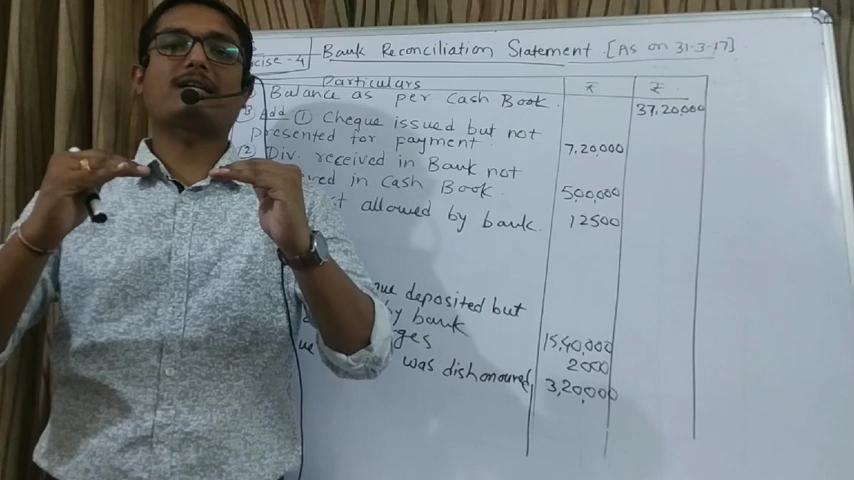 cise-4 Bank Reconciliation Statement [As on 31-3-17]
Particulars ₹ ₹
Balance as per Cash Book. 37,20,000
Add ① Cheque issued but not
presented for payment 7,20,000
② Div. received in Bank not
in Cash Book. 5,00,000
allowed by bank. 12500
deposited but
by bank 15,40,000
ges 2000
was dishonoured 3,20,000